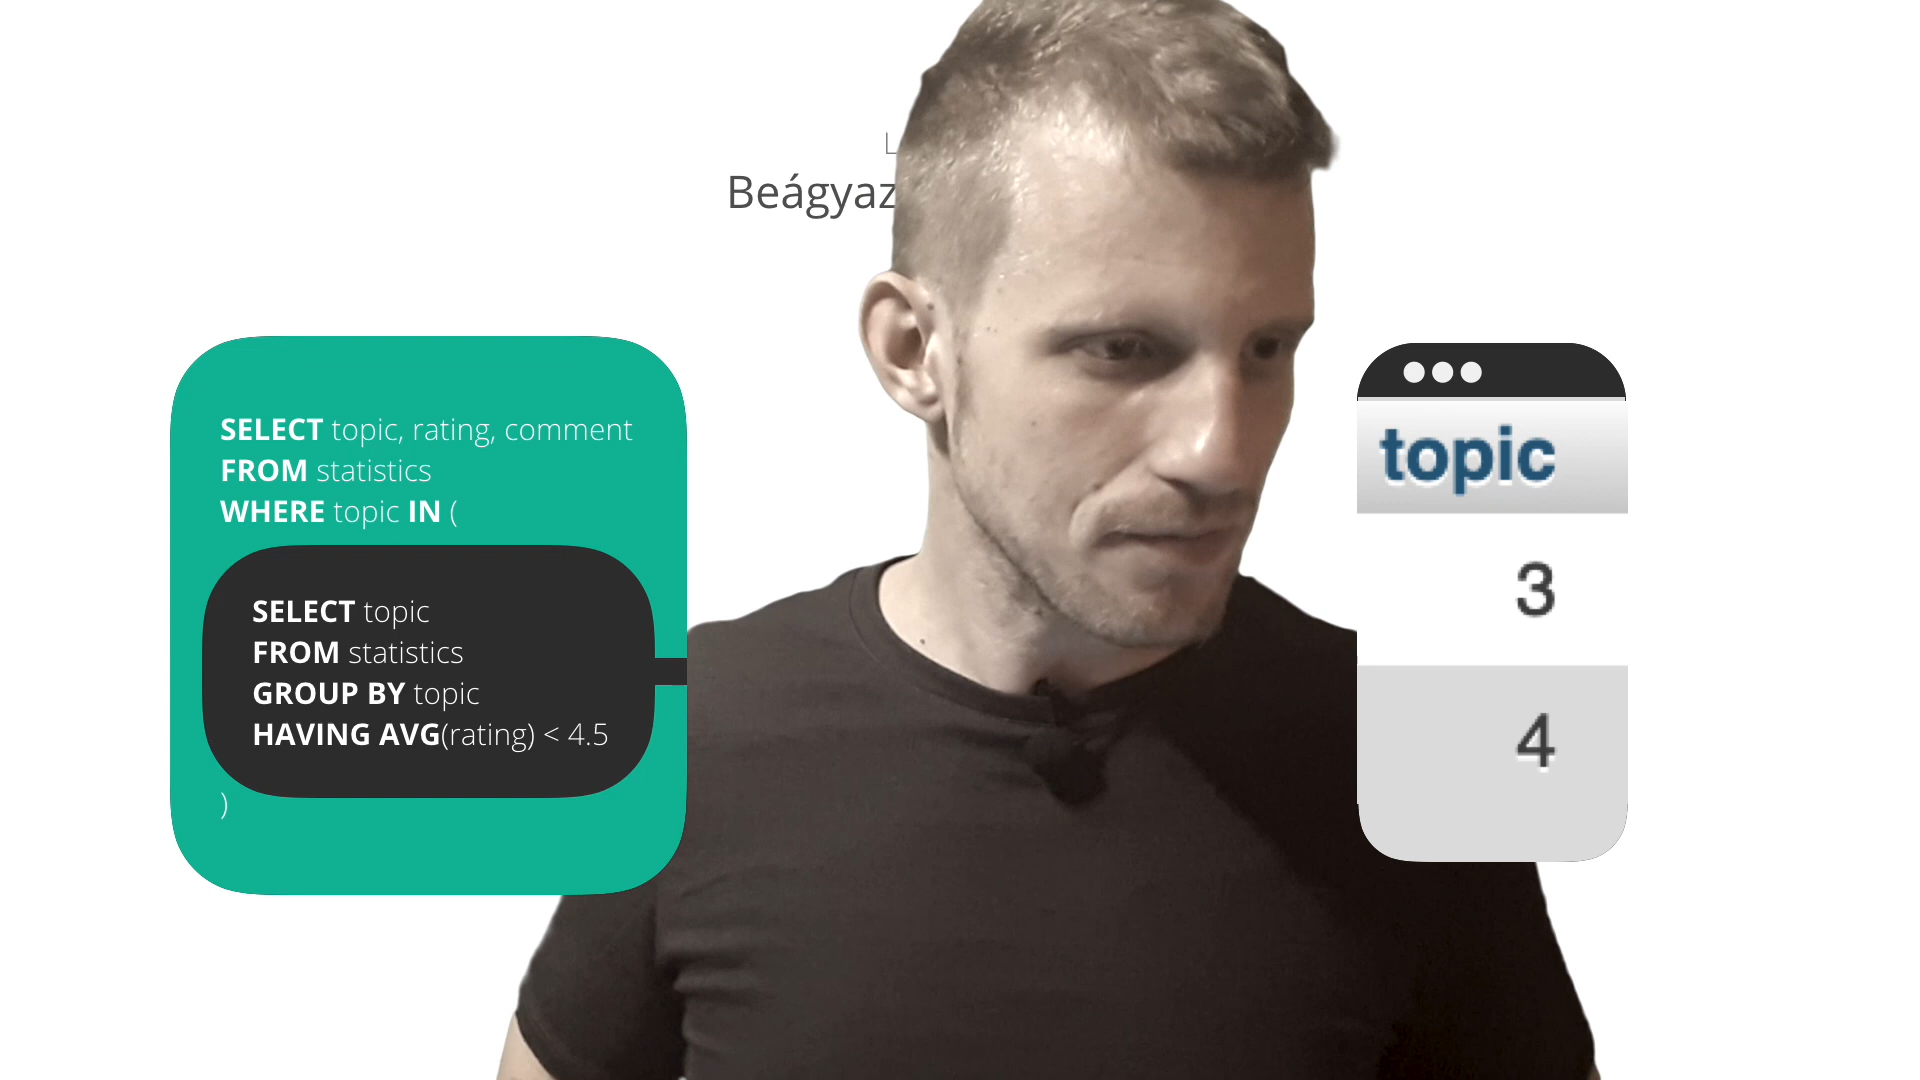 Beágyaz
SELECT topic, rating, comment
FROM statistics
WHERE topic IN (
SELECT topic
FROM statistics
GROUP BY topic
HAVING AVG(rating) < 4.5
)
topic
3
4